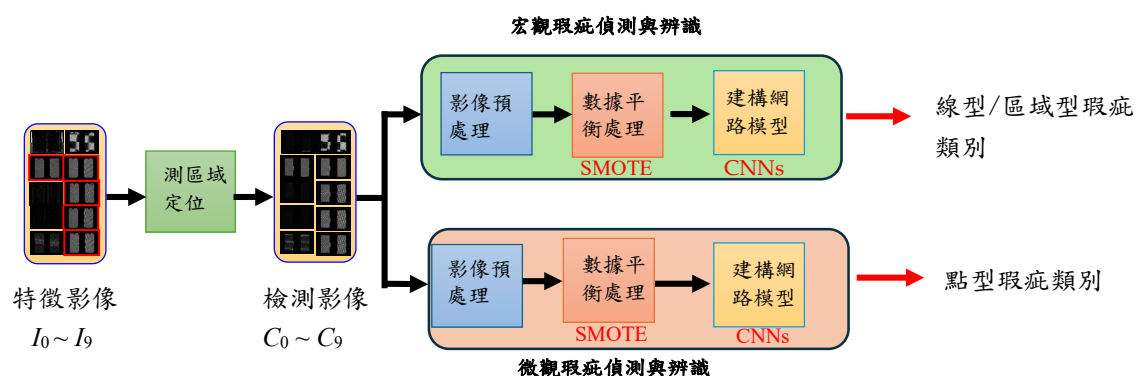 宏觀瑕疵偵測與辨識
影像預
處理
數據平
衡處理
SMOTE
建構網
路模型
CNNs
線型/區域型瑕疵
類別
測區域
定位
特徵影像
I0 ~ I9
檢測影像
C0 ~ C9
影像預
處理
數據平
衡處理
SMOTE
建構網
路模型
CNNs
點型瑕疵類別
微觀瑕疵偵測與辨識